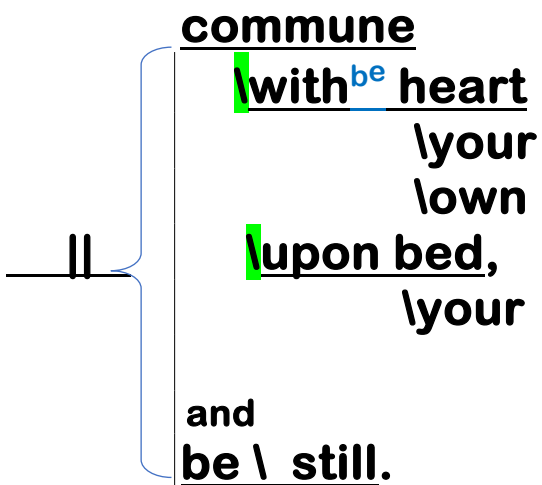 commune
\with be heart
\your
\own
||
\upon bed,
\your
and
be \ still.